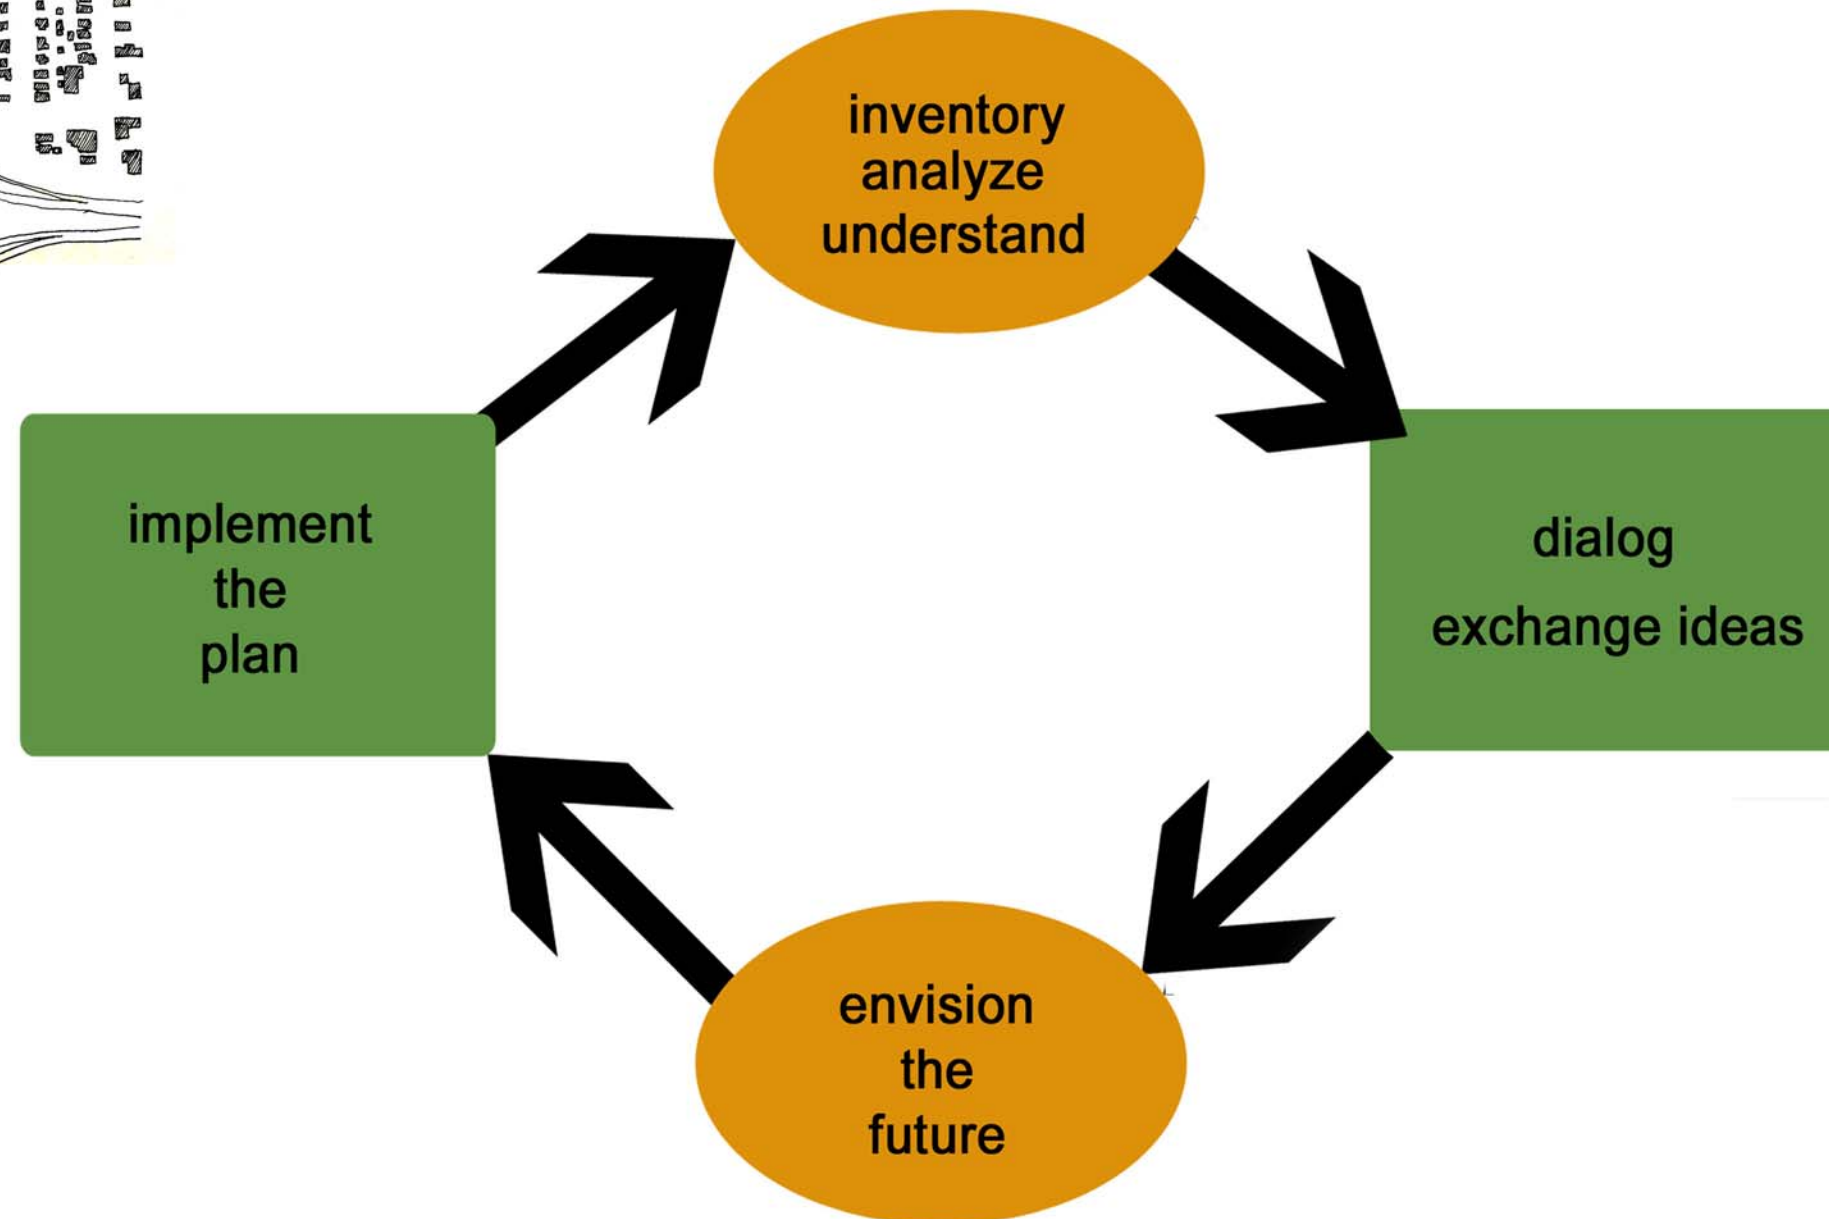 inventory
analyze
understand
implement
the
plan
dialog
exchange ideas
envision
the
future